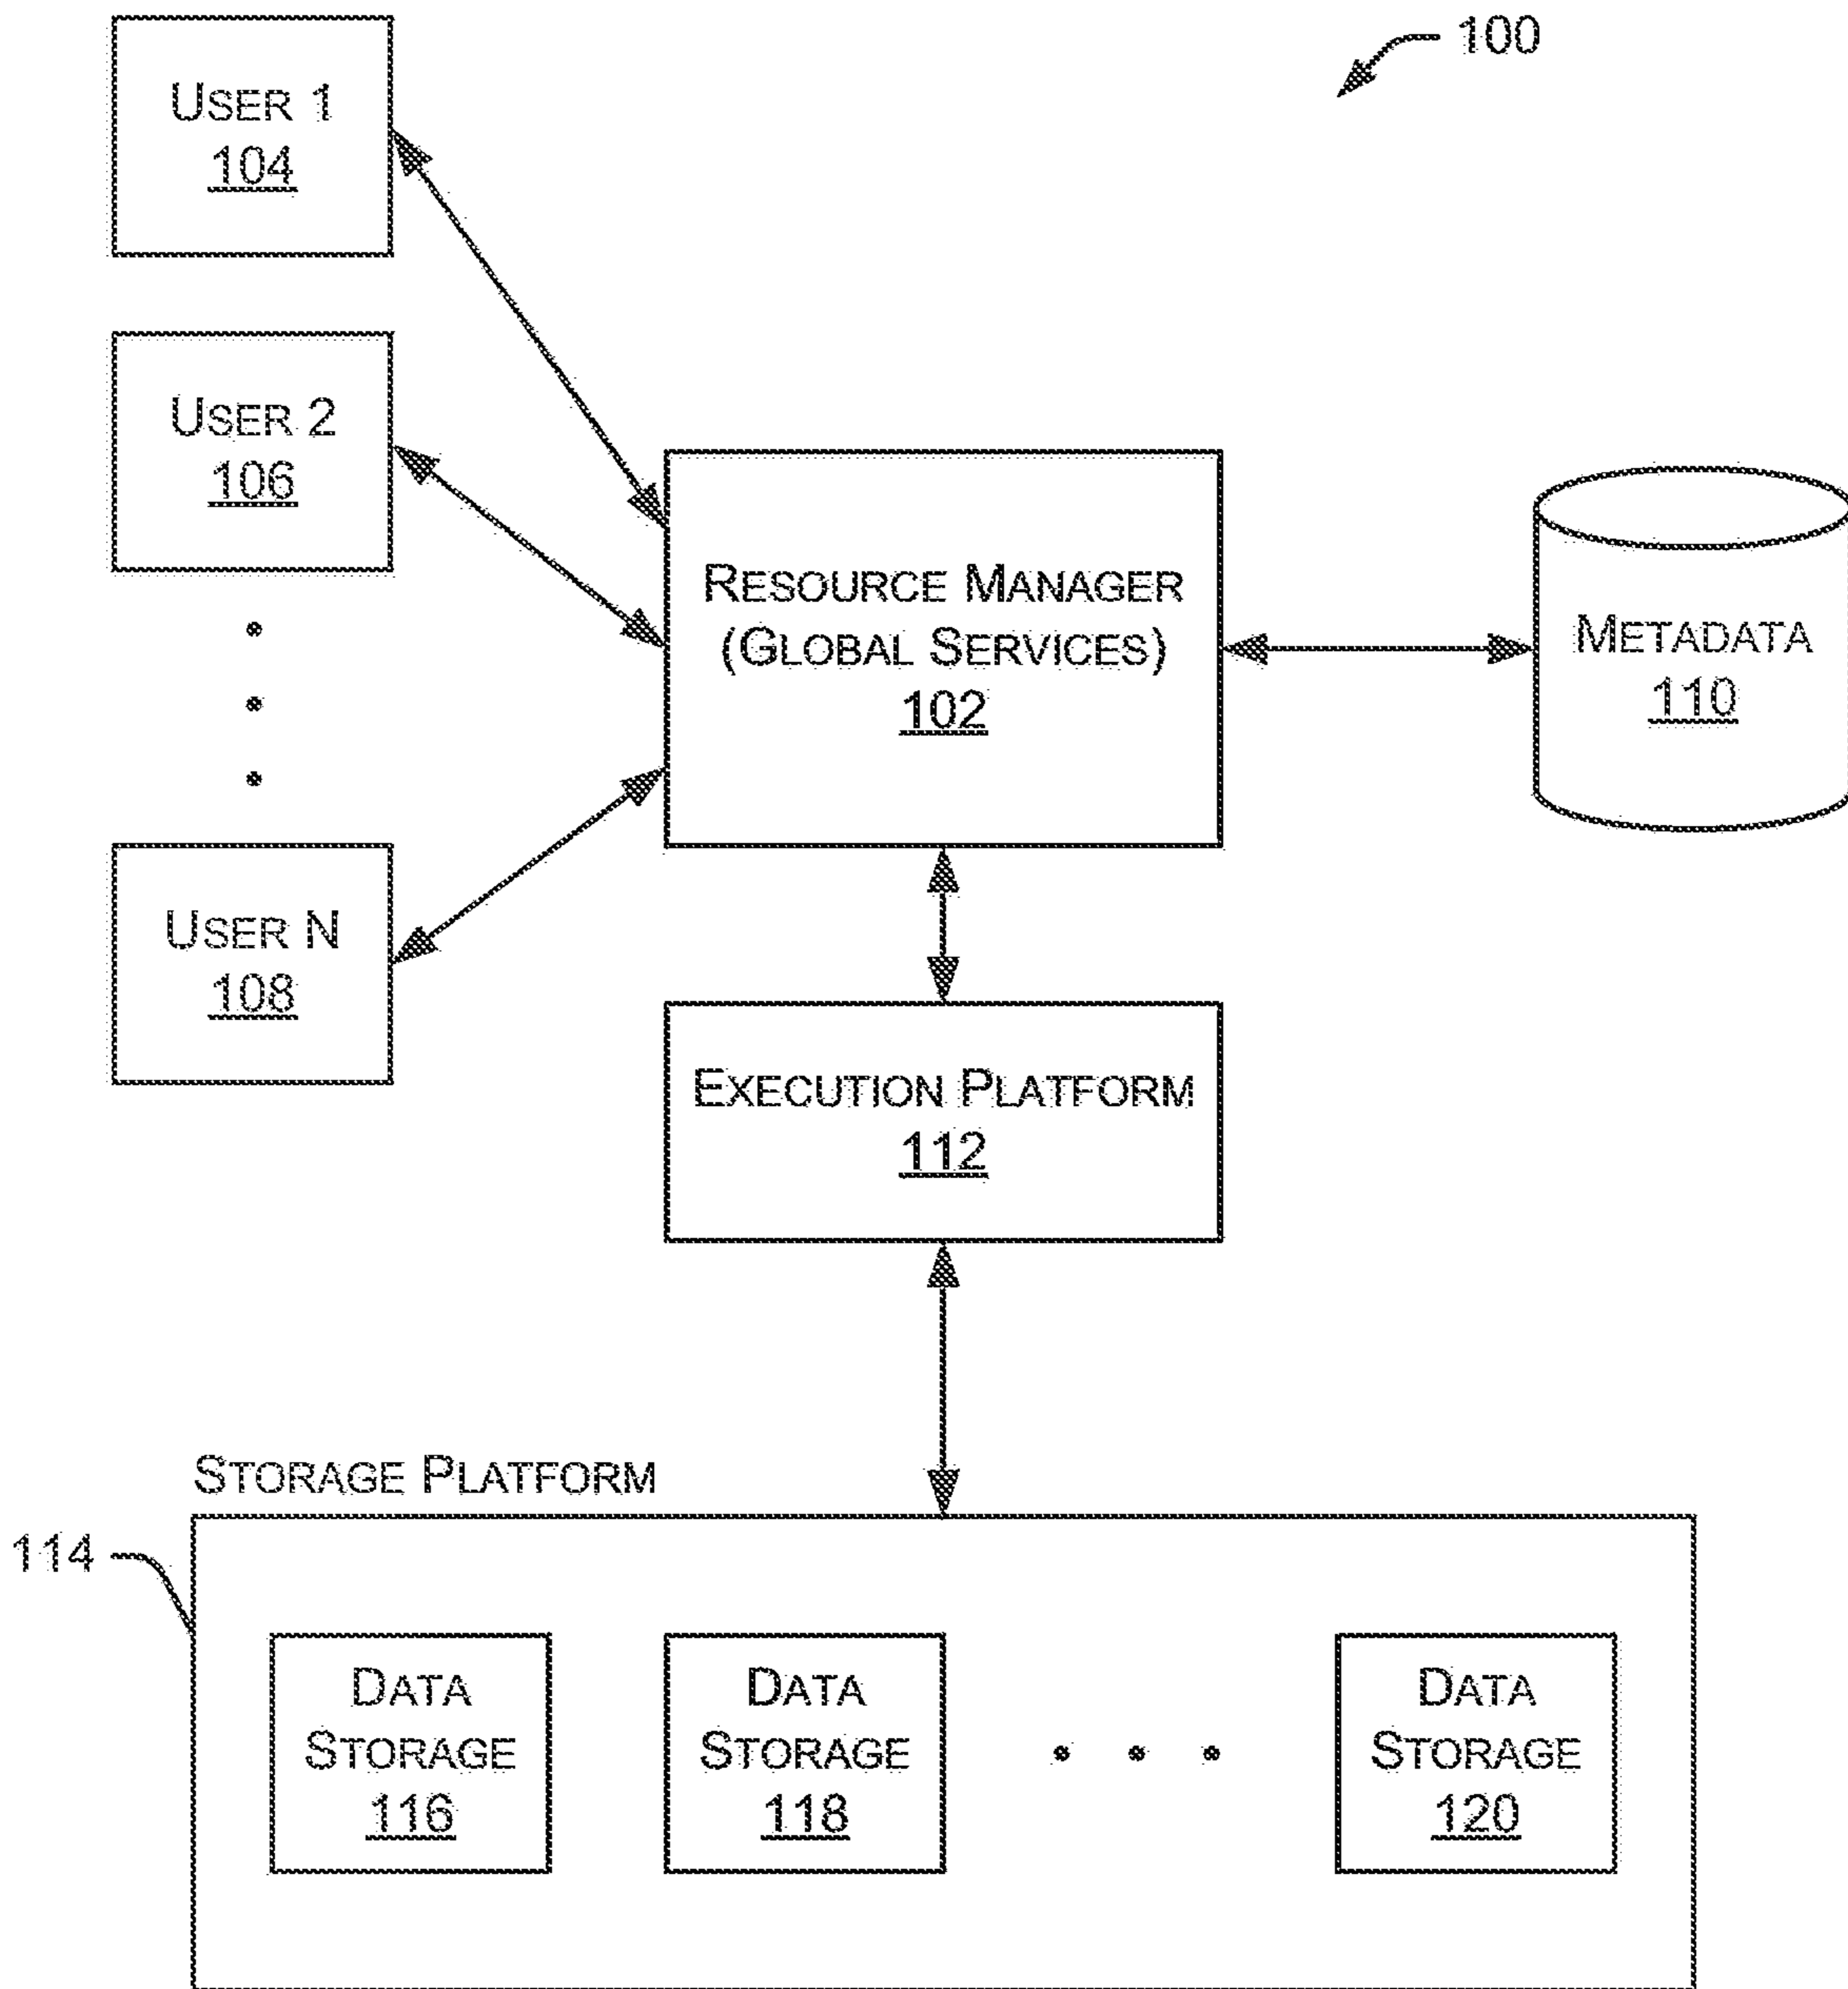 100
USER 1
104
USER 2
106
USER N
108
RESOURCE MANAGER
(GLOBAL SERVICES)
102
METADATA
110
EXECUTION PLATFORM
112
STORAGE PLATFORM
114
DATA
STORAGE
116
DATA
STORAGE
118
DATA
STORAGE
120